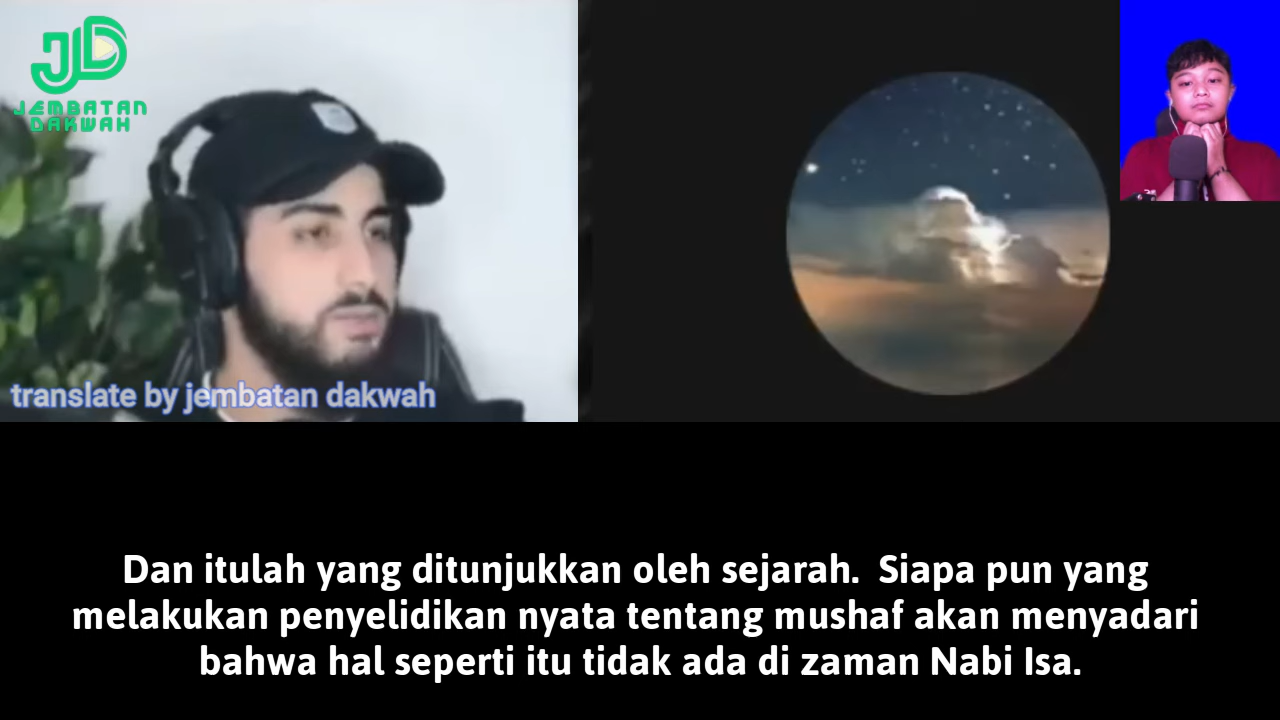 JEMBATAN
DAKWAH
translate by jembatan dakwah
Dan itulah yang ditunjukkan oleh sejarah. Siapa pun yang
melakukan penyelidikan nyata tentang mushaf akan menyadari
bahwa hal seperti itu tidak ada di zaman Nabi Isa.